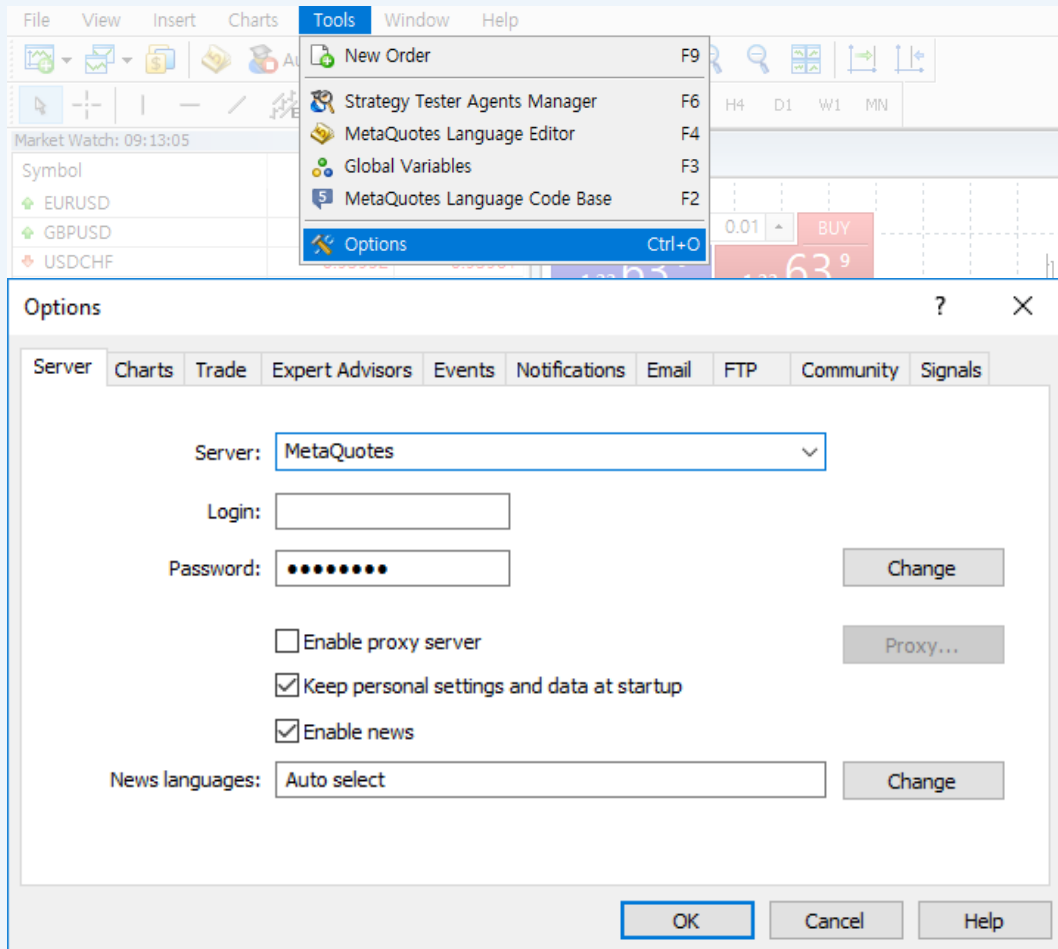 File View Insert Charts Tools Window Help
New Order F9
Strategy Tester Agents Manager F6
H4 D1 W1 MN
Market Watch: 09:13:05
MetaQuotes Language Editor F4
Symbol
Global Variables F3
EURUSD
MetaQuotes Language Code Base F2
GBPUSD
0.01 BUY
Options Ctrl+O
USDCHF
63 9
Options ?
Server Charts Trade Expert Advisors Events Notifications Email FTP Community Signals
Server: MetaQuotes
Login:
Password: ●●●●●●●● Change
Enable proxy server Proxy...
Keep personal settings and data at startup
Enable news
News languages: Auto select Change
OK Cancel Help